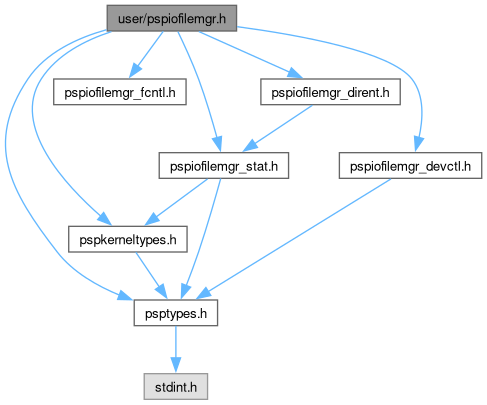 user/pspiofilemgr.h
pspiofilemgr_fcntl.h
pspiofilemgr_dirent.h
pspiofilemgr_stat.h
pspiofilemgr_devctl.h
pspkerneltypes.h
psptypes.h
stdint.h